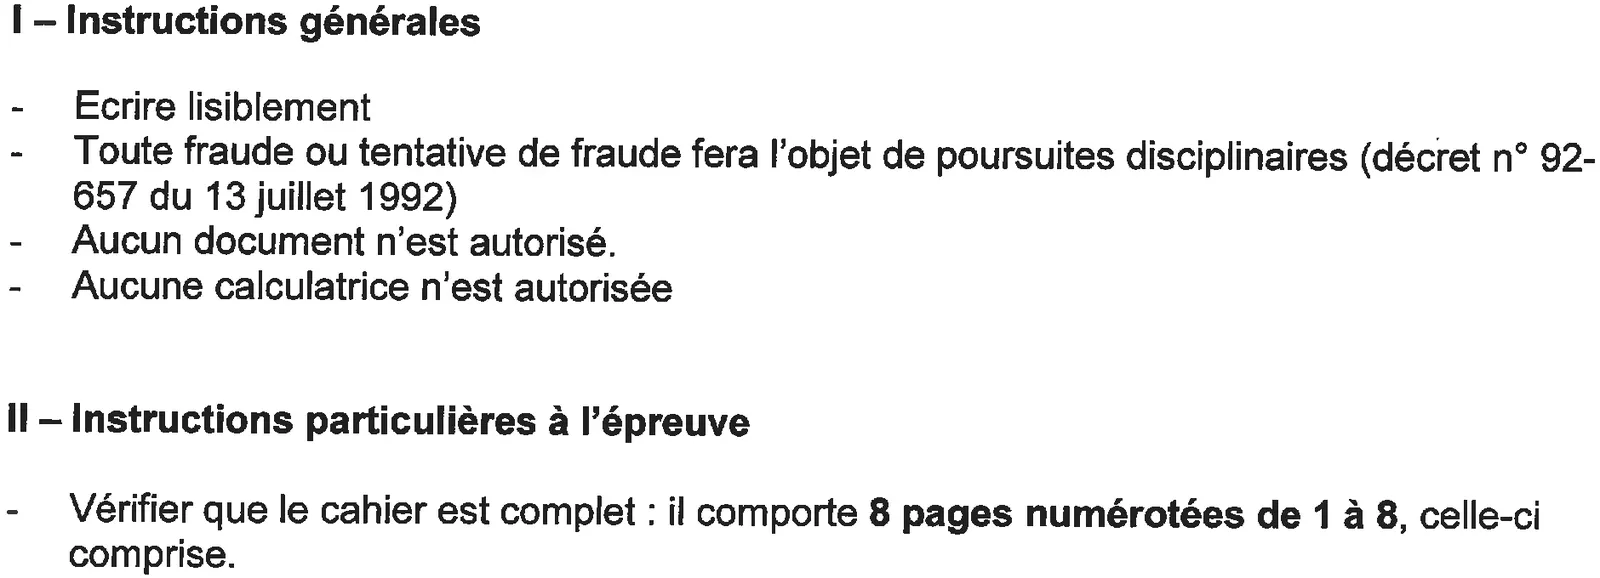 I – Instructions générales
- Ecrire lisiblement
- Toute fraude ou tentative de fraude fera l'objet de poursuites disciplinaires (décret n° 92-
657 du 13 juillet 1992)
- Aucun document n'est autorisé.
- Aucune calculatrice n'est autorisée
II – Instructions particulières à l'épreuve
- Vérifier que le cahier est complet : il comporte 8 pages numérotées de 1 à 8, celle-ci
comprise.